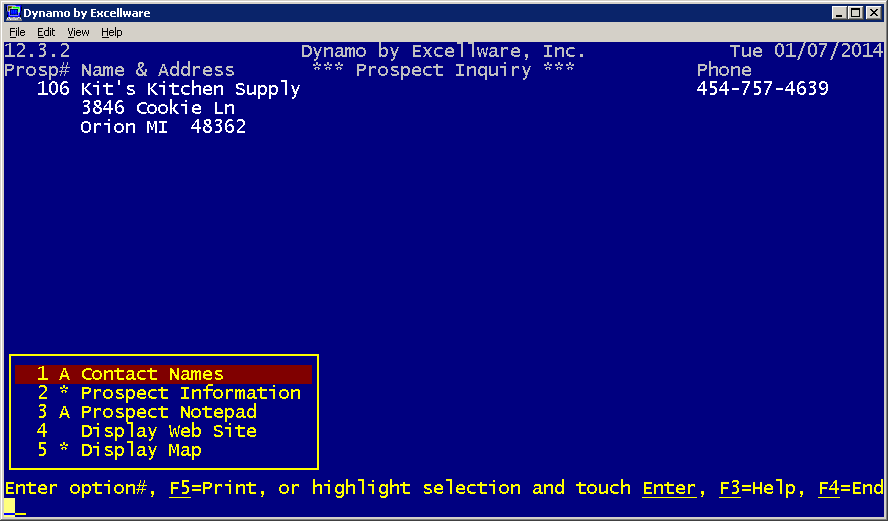 Dynamo by Excellware
File Edit View Help
12.3.2 Dynamo by Excellware, Inc. Tue 01/07/2014
Prosp# Name & Address *** Prospect Inquiry *** Phone
106 Kit's Kitchen Supply 454-757-4639
3846 Cookie Ln
Orion MI 48362
1 A Contact Names
2 * Prospect Information
3 A Prospect Notepad
4 Display Web Site
5 * Display Map
Enter option#, F5=Print, or highlight selection and touch Enter, F3=Help, F4=End